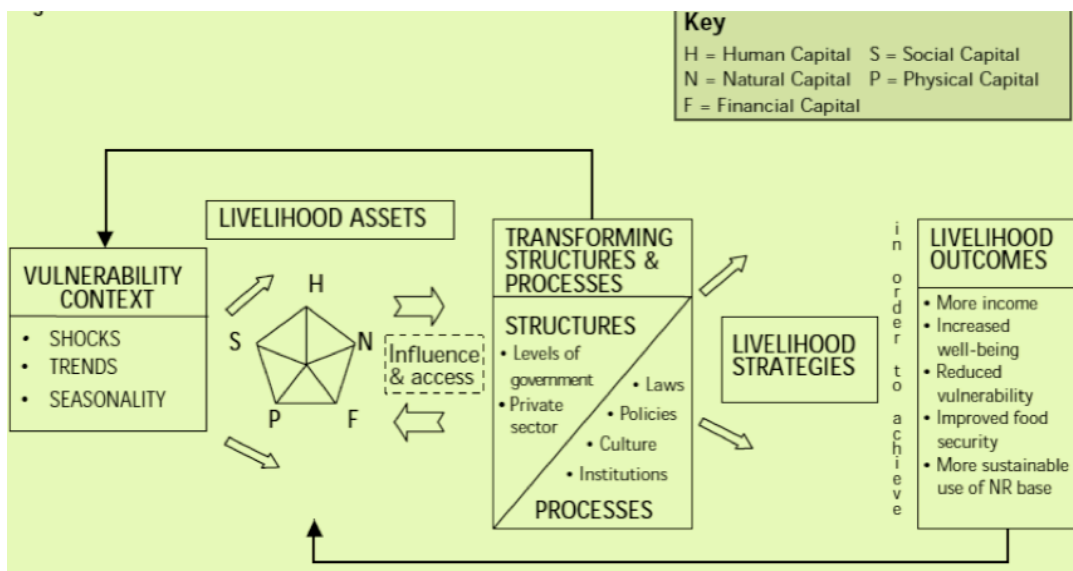 Key
H = Human Capital S = Social Capital
N = Natural Capital P = Physical Capital
F = Financial Capital
LIVELIHOOD ASSETS
VULNERABILITY
CONTEXT
• SHOCKS
• TRENDS
• SEASONALITY
H
S
N
P
F
Influence
& access
TRANSFORMING
STRUCTURES &
PROCESSES
STRUCTURES
• Levels of
government
• Private
sector
• Laws
• Policies
• Culture
• Institutions
PROCESSES
LIVELIHOOD
STRATEGIES
in order to achieve
LIVELIHOOD
OUTCOMES
• More income
• Increased
well-being
• Reduced
vulnerability
• Improved food
security
• More sustainable
use of NR base